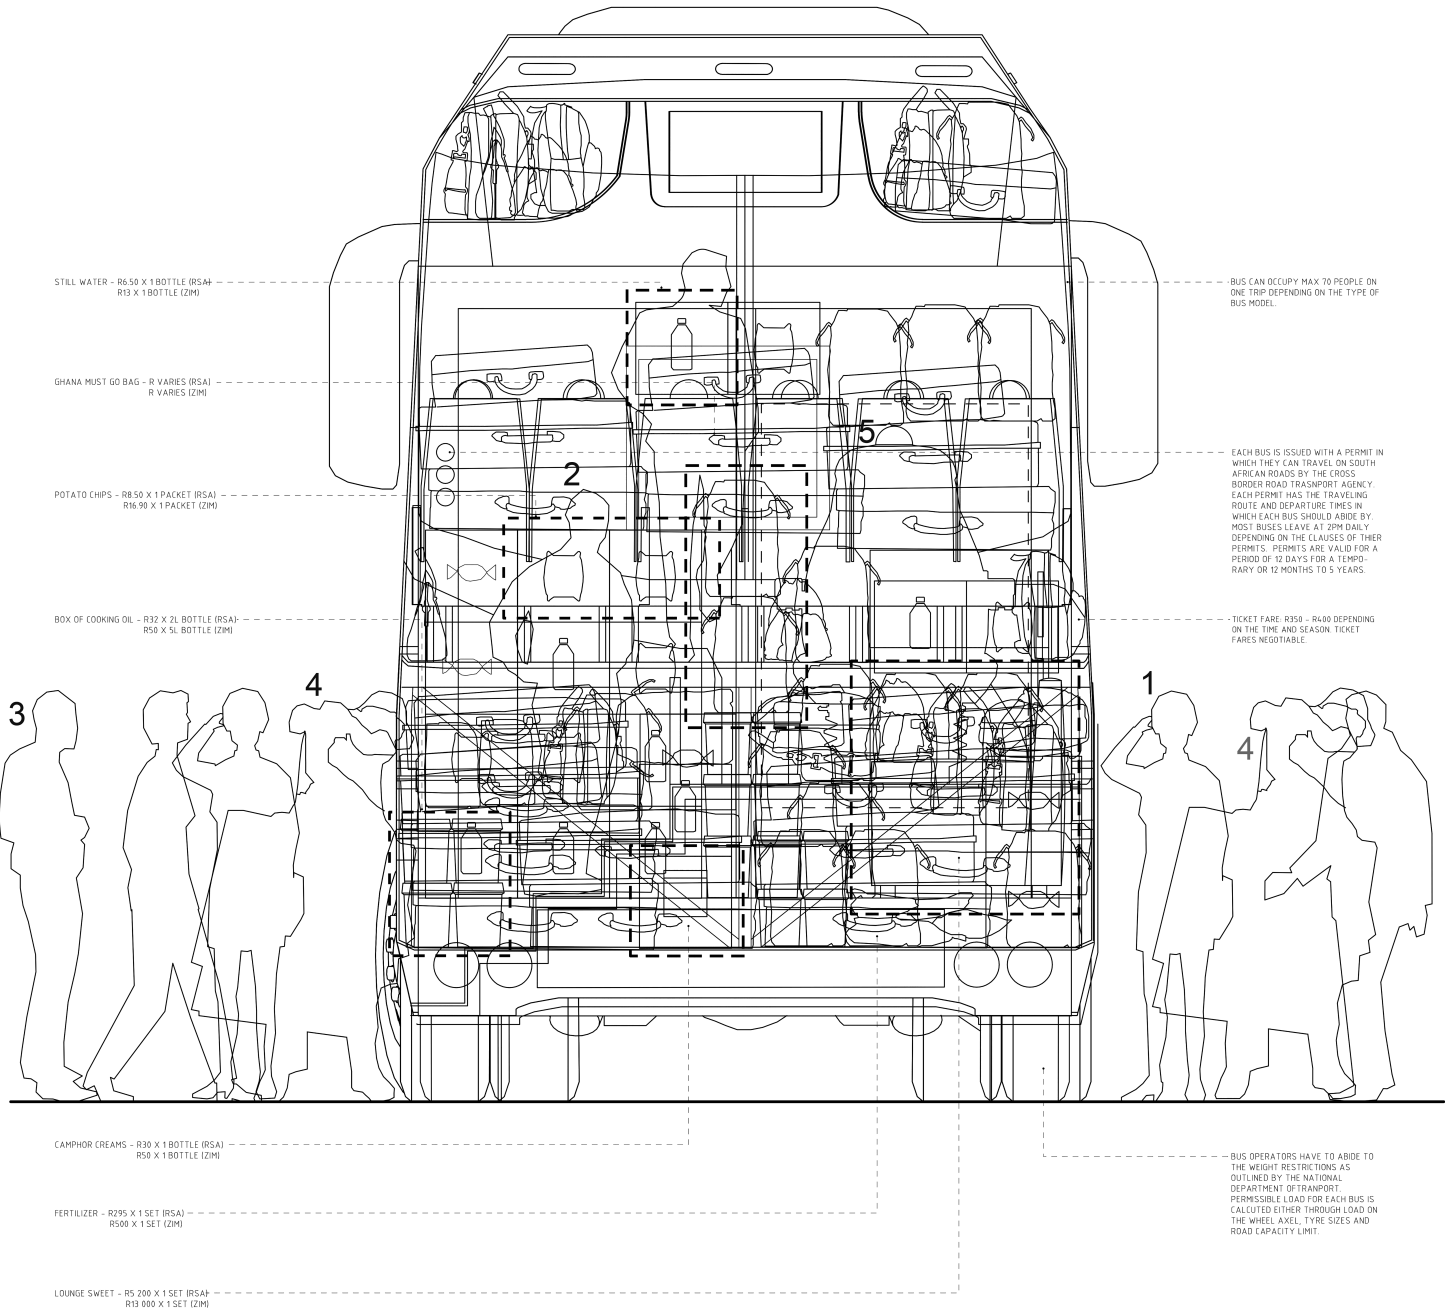 STILL WATER - R6.50 X 1 BOTTLE (RSA)
R13 X 1 BOTTLE (ZIM)
GHANA MUST GO BAG - R VARIES (RSA)
R VARIES (ZIM)
POTATO CHIPS - R8.50 X 1 PACKET (RSA)
R16.90 X 1 PACKET (ZIM)
BOX OF COOKING OIL - R32 X 2L BOTTLE (RSA)
R50 X 5L BOTTLE (ZIM)
3
4
2
5
1
4
BUS CAN OCCUPY MAX 70 PEOPLE ON
ONE TRIP DEPENDING ON THE TYPE OF
BUS MODEL.
EACH BUS IS ISSUED WITH A PERMIT IN
WHICH THEY CAN TRAVEL ON SOUTH
AFRICAN ROADS BY THE CROSS
BORDER ROAD TRASNPORT AGENCY.
EACH PERMIT HAS THE TRAVELING
ROUTE AND DEPARTURE TIMES IN
WHICH EACH BUS SHOULD ABIDE BY.
MOST BUSES LEAVE AT 2PM DAILY
DEPENDING ON THE CLAUSES OF THIER
PERMITS. PERMITS ARE VALID FOR A
PERIOD OF 12 DAYS FOR A TEMPO-
RARY OR 12 MONTHS TO 5 YEARS.
TICKET FARE: R350 - R400 DEPENDING
ON THE TIME AND SEASON. TICKET
FARES NEGOTIABLE.
CAMPHOR CREAMS - R30 X 1 BOTTLE (RSA)
R50 X 1 BOTTLE (ZIM)
FERTILIZER - R295 X 1 SET (RSA)
R500 X 1 SET (ZIM)
LOUNGE SWEET - R5 200 X 1 SET (RSA)
R13 000 X 1 SET (ZIM)
BUS OPERATORS HAVE TO ABIDE TO
THE WEIGHT RESTRICTIONS AS
OUTLINED BY THE NATIONAL
DEPARTMENT OFTRANPORT.
PERMISSIBLE LOAD FOR EACH BUS IS
CALCUTED EITHER THROUGH LOAD ON
THE WHEEL AXEL, TYRE SIZES AND
ROAD CAPACITY LIMIT.